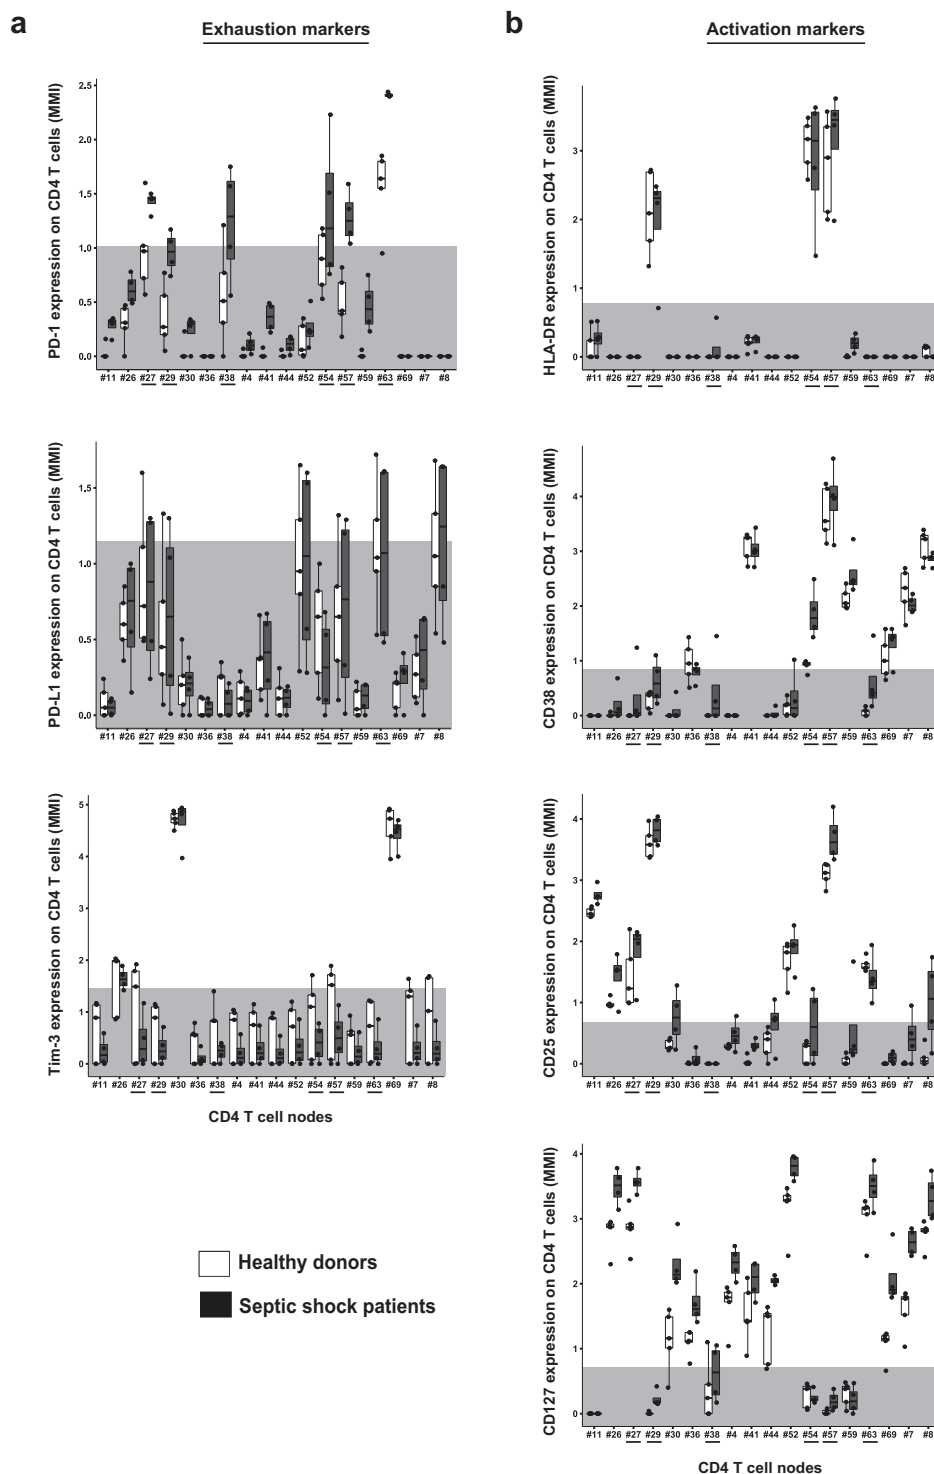 a
Exhaustion markers
PD-1 expression on CD4 T cells (MMI)
2.5
2.0
1.5
1.0
0.5
0.0
#11 #26 #27 #29 #30 #36 #38 #4 #41 #44 #52 #54 #57 #59 #63 #69 #7 #8
PD-L1 expression on CD4 T cells (MMI)
1.5
1.0
0.5
0.0
#11 #26 #27 #29 #30 #36 #38 #4 #41 #44 #52 #54 #57 #59 #63 #69 #7 #8
Tim-3 expression on CD4 T cells (MMI)
5
4
3
2
1
0
#11 #26 #27 #29 #30 #36 #38 #4 #41 #44 #52 #54 #57 #59 #63 #69 #7 #8
CD4 T cell nodes
Healthy donors
Septic shock patients
b
Activation markers
HLA-DR expression on CD4 T cells (MMI)
3
2
1
0
#11 #26 #27 #29 #30 #36 #38 #4 #41 #44 #52 #54 #57 #59 #63 #69 #7 #8
CD38 expression on CD4 T cells (MMI)
4
3
2
1
0
#11 #26 #27 #29 #30 #36 #38 #4 #41 #44 #52 #54 #57 #59 #63 #69 #7 #8
CD25 expression on CD4 T cells (MMI)
4
3
2
1
0
#11 #26 #27 #29 #30 #36 #38 #4 #41 #44 #52 #54 #57 #59 #63 #69 #7 #8
CD127 expression on CD4 T cells (MMI)
4
3
2
1
0
#11 #26 #27 #29 #30 #36 #38 #4 #41 #44 #52 #54 #57 #59 #63 #69 #7 #8
CD4 T cell nodes